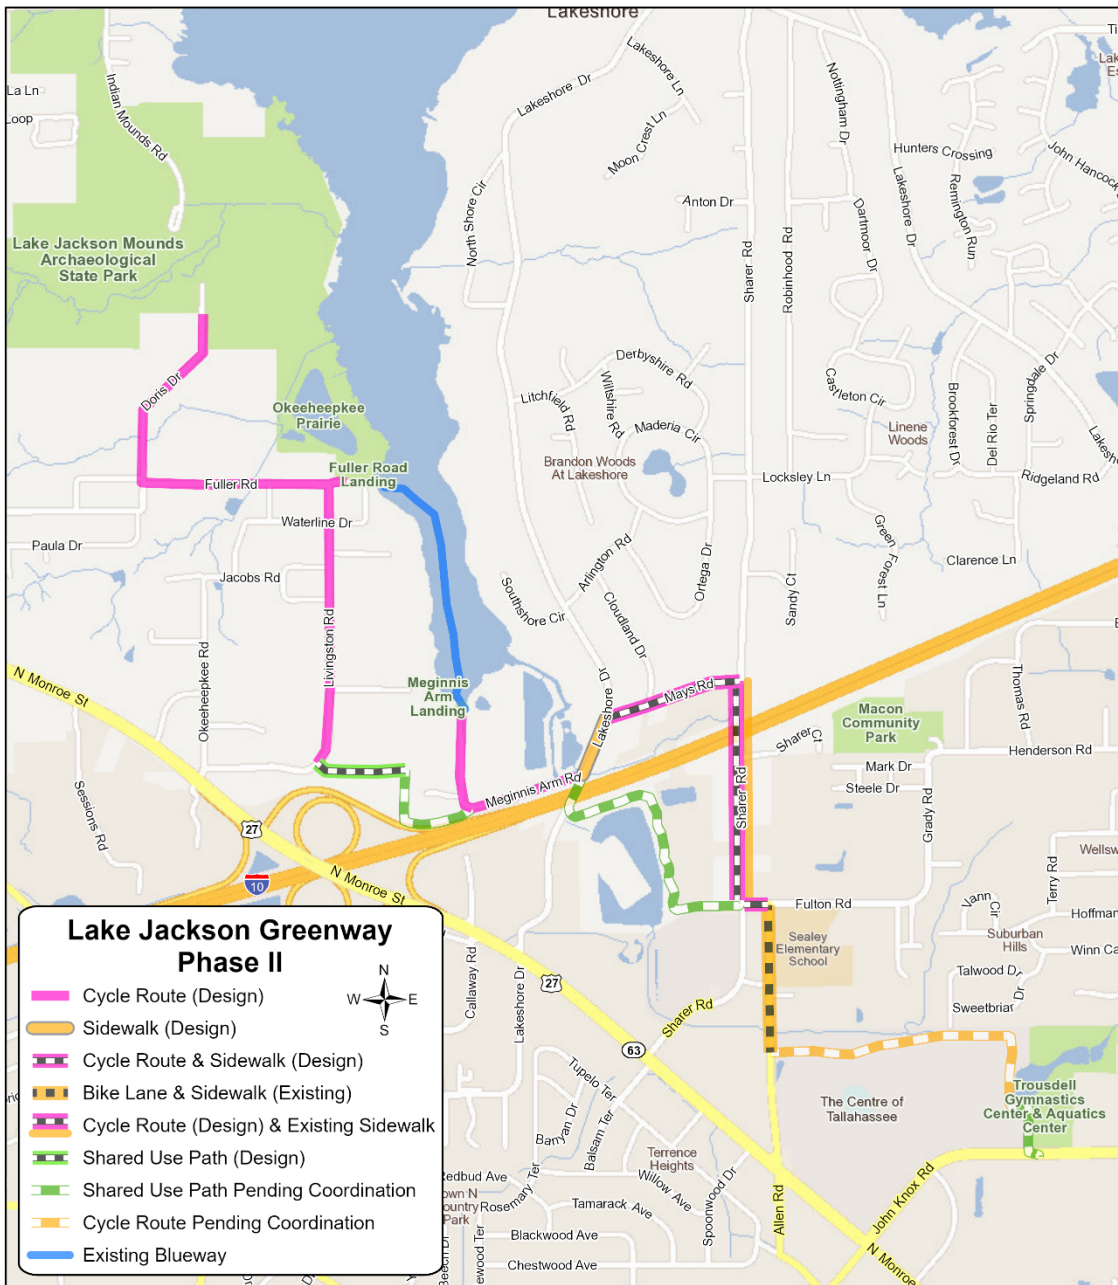 Lakeshore
La Ln
Loop
Indian Mounds Rd
Lakeshore Dr
Lakeshore Ln
Moon Crest Ln
North Shore Cir
Anton Dr
Sharer Rd
Robinhood Rd
Nottingham Dr
Hunters Crossing
John Hancock
Lakeshore Dr
Remington Run
Dartmoor Dr
Lake Jackson Mounds
Archaeological
State Park
Doris Dr
Okeeheepkee
Prairie
Fuller Road
Landing
Fuller Rd
Waterline Dr
Paula Dr
Jacobs Rd
Livingston Rd
Okeeheepkee Rd
Derbyshire Rd
Litchfield Rd
Wiltshire Rd
Maderia Cir
Brandon Woods
At Lakeshore
Locksley Ln
Castleton Cir
Linene
Woods
Brookforest Dr
Del Rio Ter
Springdale Dr
Ridgeland Rd
Lakesh
Arlington Rd
Ortega Dr
Sandy Ct
Green Forest Ln
Clarence Ln
Southshore Cir
Cloudland Dr
N Monroe St
Meginnis
Arm
Landing
Lakeshore Dr
Mays Rd
Macon
Community
Park
Thomas Rd
Henderson Rd
Sharer Ct
Mark Dr
Steele Dr
Grady Rd
Meginnis Arm Rd
Sharer Rd
Sessions Rd
27
10
N Monroe St
Terry Rd
Wellsw
Fulton Rd
Vann Cir
Hoffman
Suburban
Hills
Winn Ca
Sealey
Elementary
School
Talwood Dr
Sweetbriar Dr
Callaway Rd
Lakeshore Dr
27
Sharer Rd
63
Tupelo Ter
Banyan Dr
Balsam Ter
Terrence
Heights
Willow Ave
Redbud Ave
Rosemary Ter
Tamarack Ave
Spoonwood Dr
Blackwood Ave
Chestwood Ave
The Centre of
Tallahassee
Trousdell
Gymnastics
Center & Aquatics
Center
Allen Rd
John Knox Rd
N Monroe
Lake Jackson Greenway
Phase II
N
W E
S
Cycle Route (Design)
Sidewalk (Design)
Cycle Route & Sidewalk (Design)
Bike Lane & Sidewalk (Existing)
Cycle Route (Design) & Existing Sidewalk
Shared Use Path (Design)
Shared Use Path Pending Coordination
Cycle Route Pending Coordination
Existing Blueway